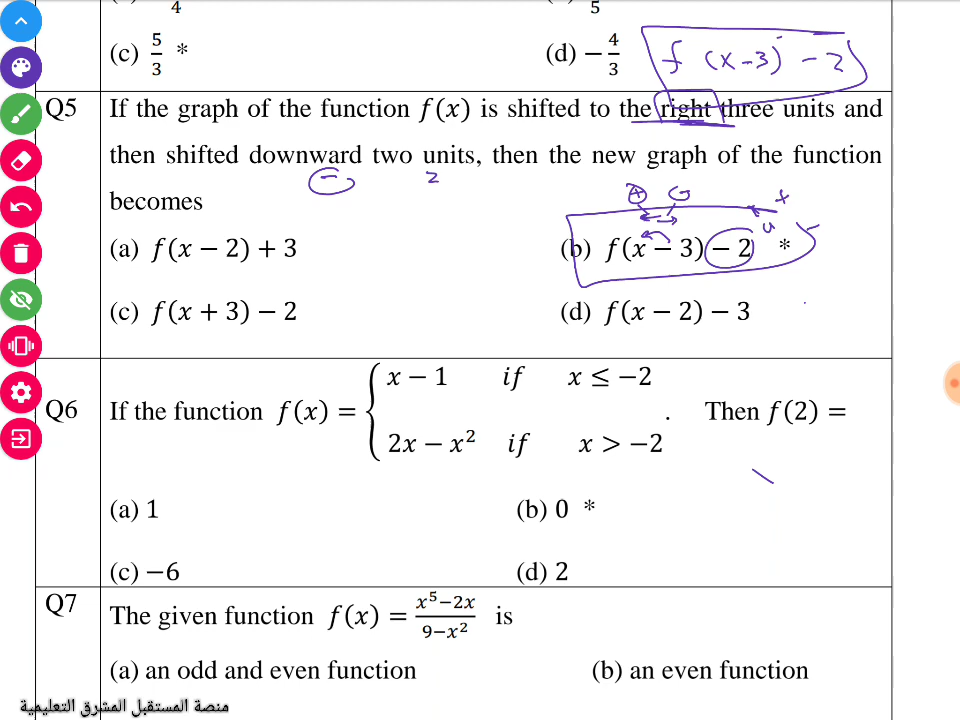 (c) 5/3 *
(d) −4/3
f (x − 3) − 2
Q5 If the graph of the function f(x) is shifted to the right three units and
then shifted downward two units, then the new graph of the function
− 2
becomes
+ − x
(a) f(x − 2) + 3
(b) f(x − 3) − 2 *
(c) f(x + 3) − 2
(d) f(x − 2) − 3
Q6 If the function f(x) = { x − 1 if x ≤ −2
2x − x² if x > −2 . Then f(2) =
(a) 1
(b) 0 *
(c) −6
(d) 2
Q7 The given function f(x) = x⁵−2x / 9−x² is
(a) an odd and even function
(b) an even function
منصة المستقبل المشرق التعليمية